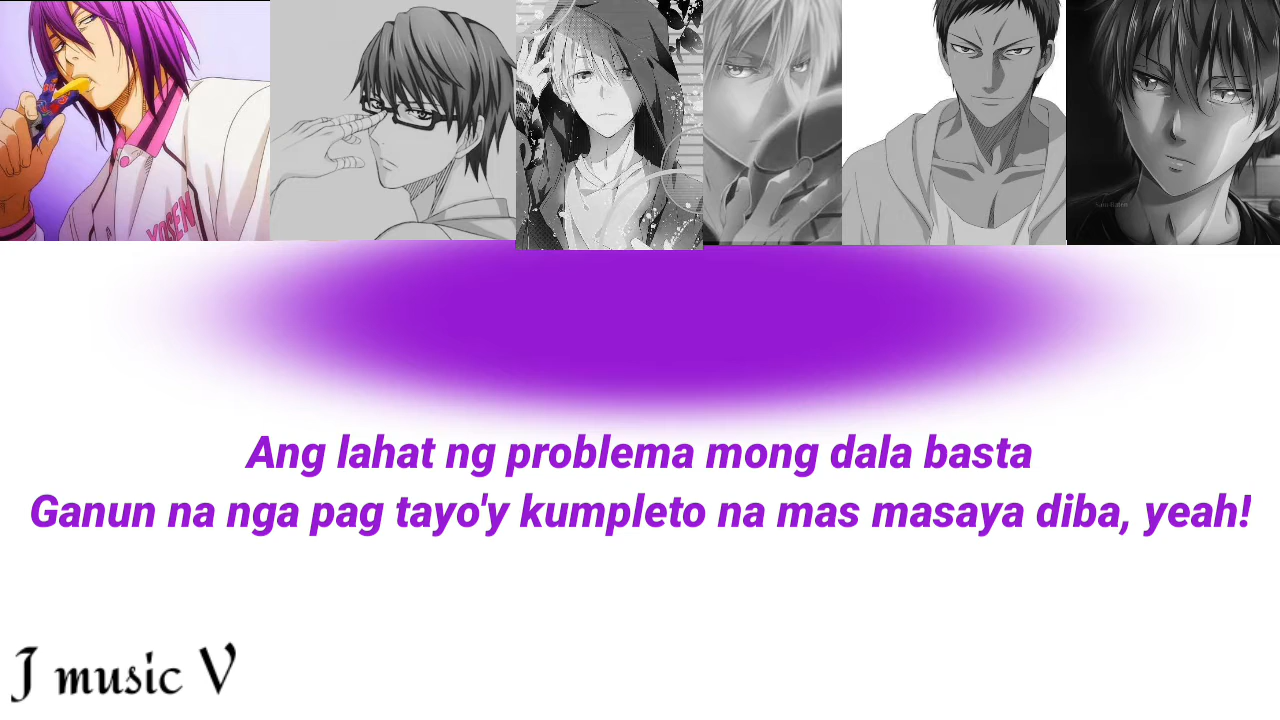 YOSEN
Ang lahat ng problema mong dala basta
Ganun na nga pag tayo'y kumpleto na mas masaya diba, yeah!
J music V